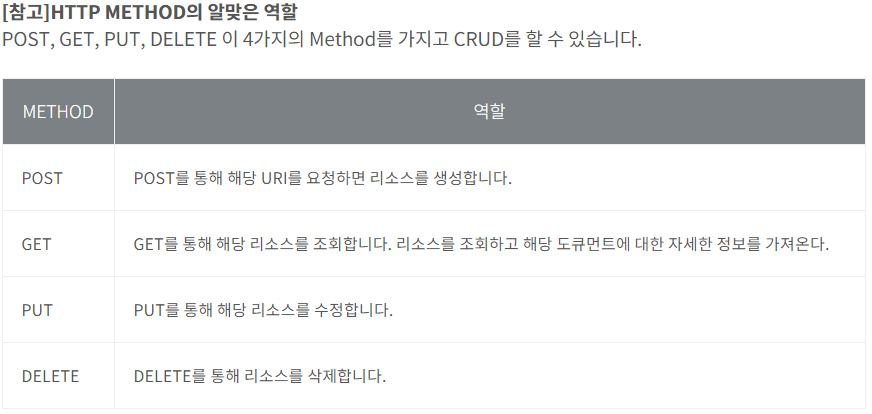 [참고]HTTP METHOD의 알맞은 역할
POST, GET, PUT, DELETE 이 4가지의 Method를 가지고 CRUD를 할 수 있습니다.
METHOD 역할
POST POST를 통해 해당 URI를 요청하면 리소스를 생성합니다.
GET GET를 통해 해당 리소스를 조회합니다. 리소스를 조회하고 해당 도큐먼트에 대한 자세한 정보를 가져온다.
PUT PUT를 통해 해당 리소스를 수정합니다.
DELETE DELETE를 통해 리소스를 삭제합니다.